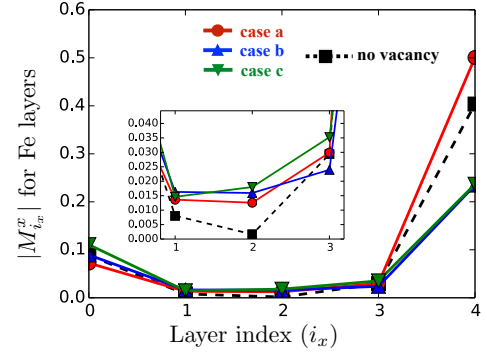 0.6
0.5
0.4
0.3
0.2
0.1
0.0
|M^x_{i_x}| for Fe layers
case a
case b
case c
no vacancy
0.040
0.035
0.030
0.025
0.020
0.015
0.010
0.005
0.000
1 2 3
0 1 2 3 4
Layer index (i_x)